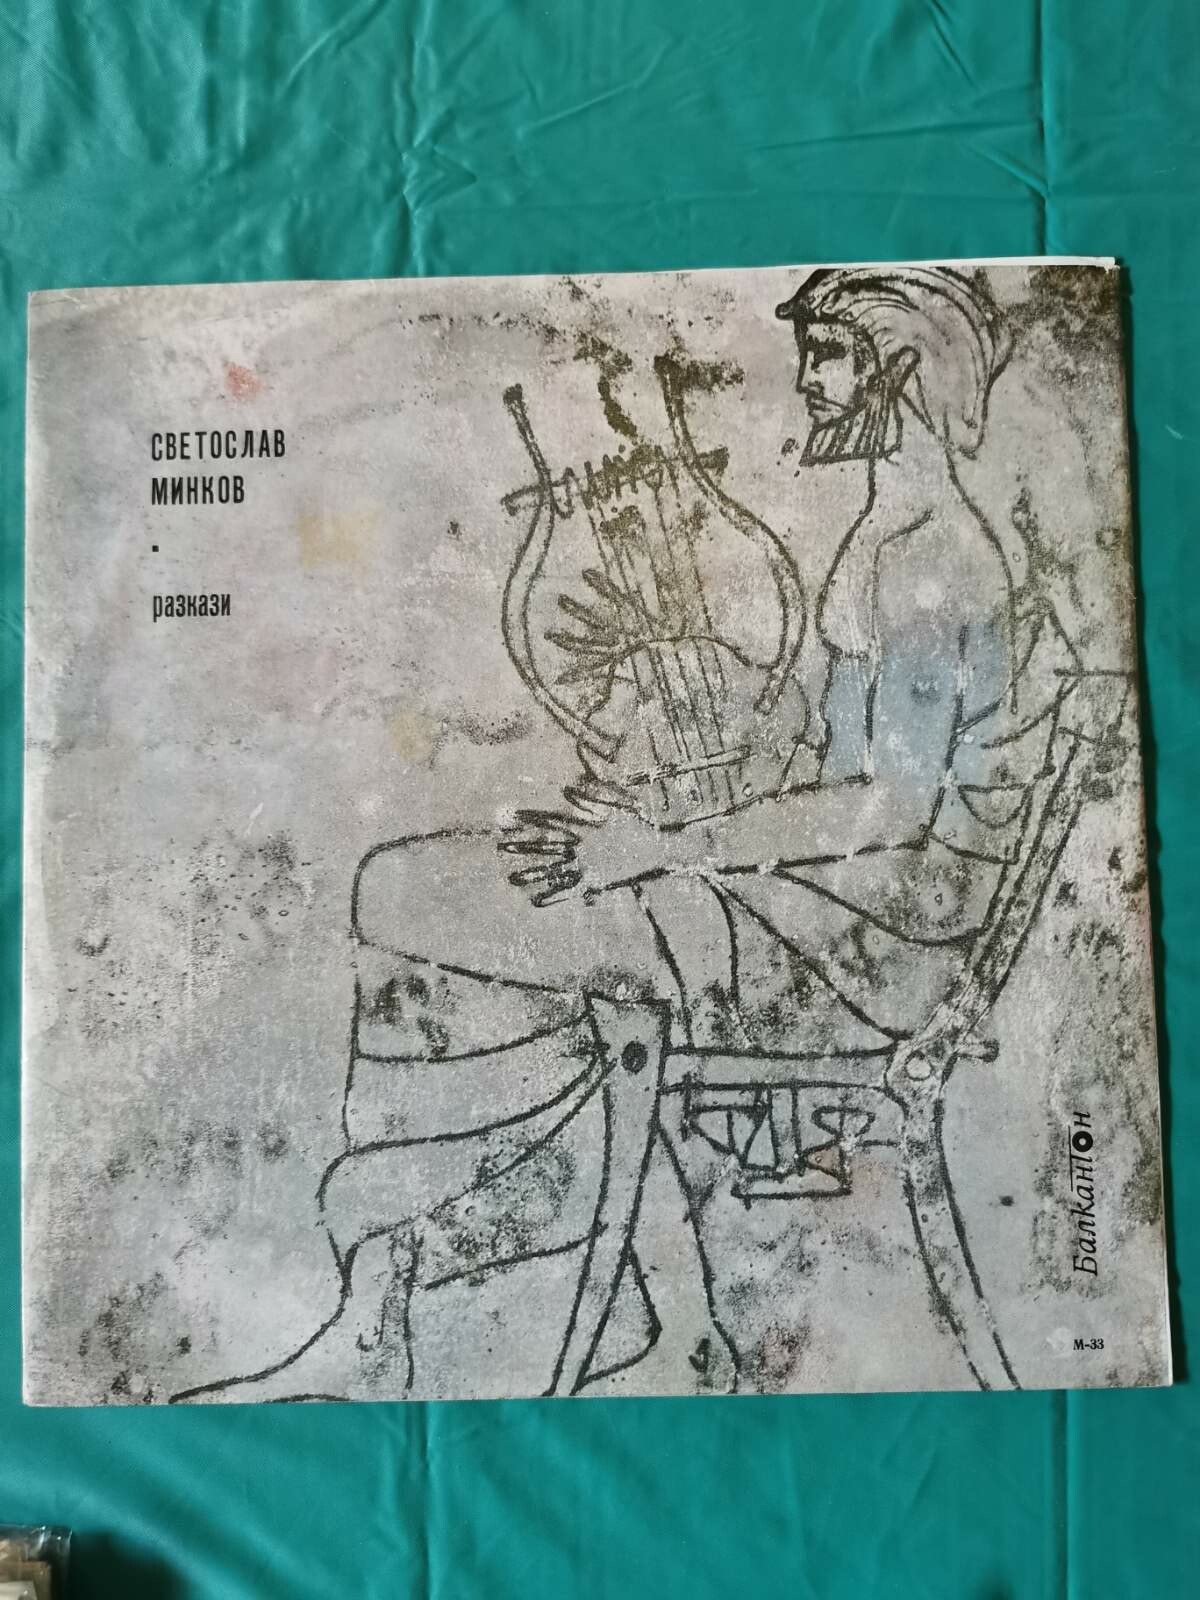 СВЕТОСЛАВ
МИНКОВ
разкази
Балкантон
М-33